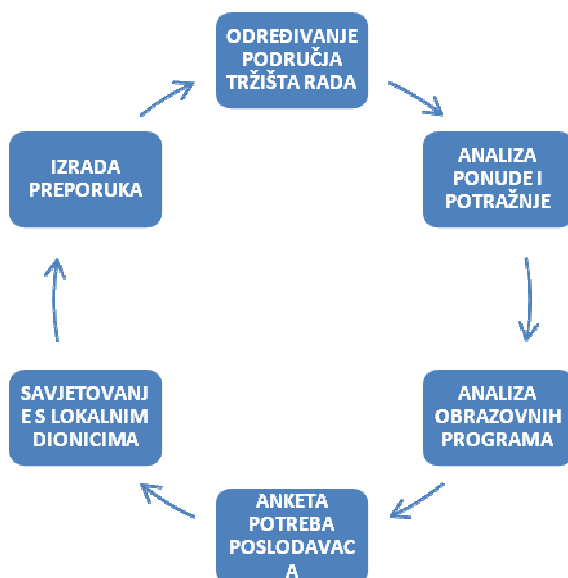 ODREĐIVANJE
PODRUČJA
TRŽIŠTA RADA
ANALIZA
PONUDE I
POTRAŽNJE
ANALIZA
OBRAZOVNIH
PROGRAMA
ANKETA
POTREBA
POSLODAVAC
A
SAVJETOVANJ
E S LOKALNIM
DIONICIMA
IZRADA
PREPORUKA